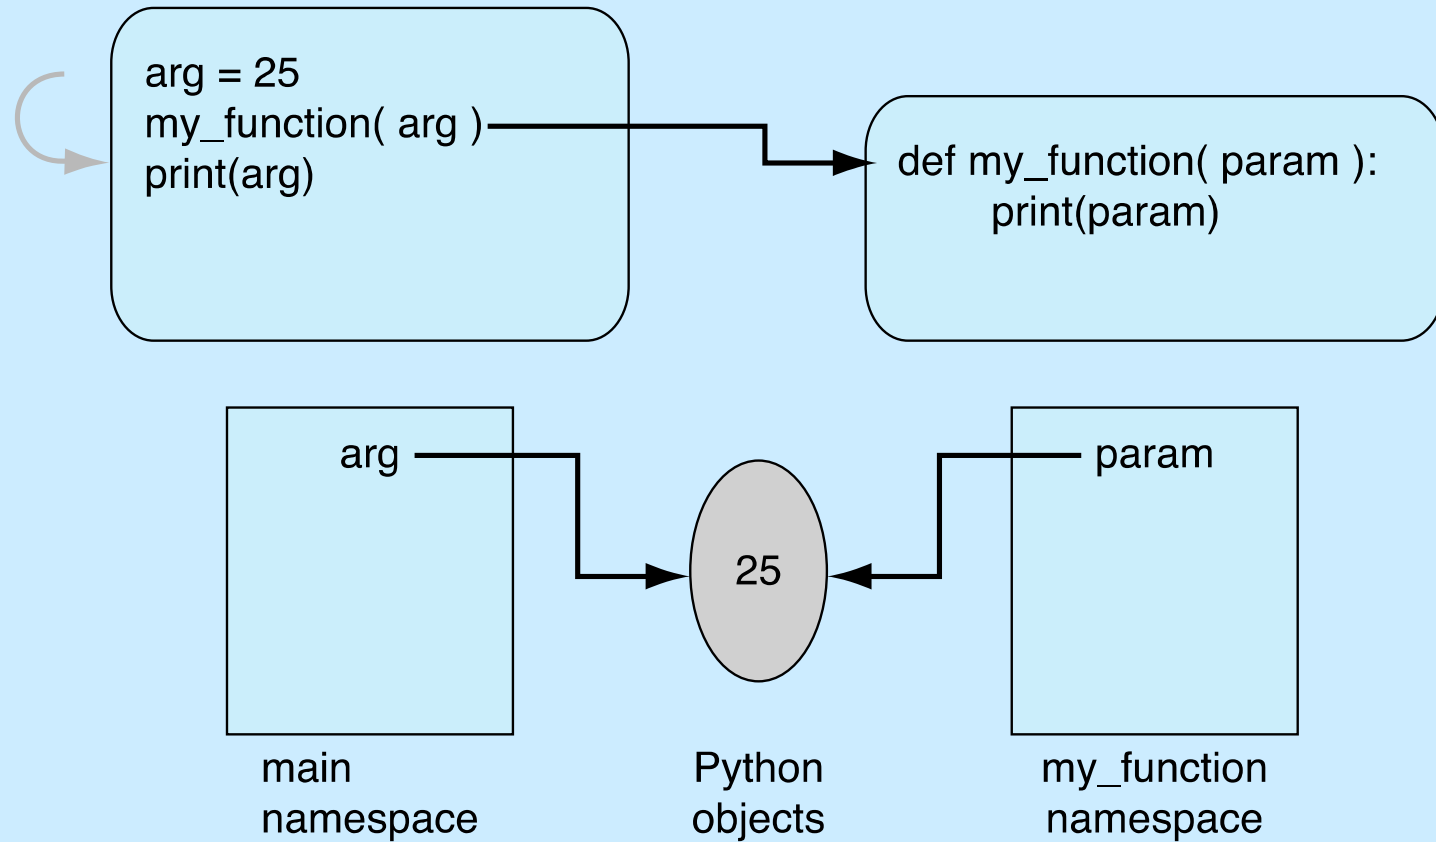 arg = 25
my_function( arg )
print(arg)
def my_function( param ):
print(param)
arg
25
param
main
namespace
Python
objects
my_function
namespace